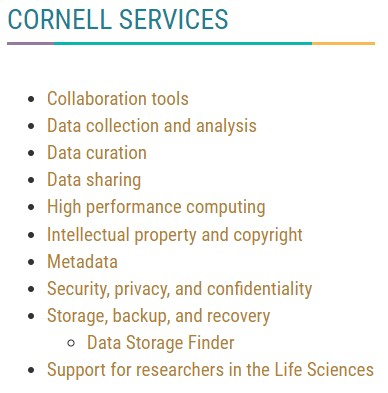 CORNELL SERVICES
Collaboration tools
Data collection and analysis
Data curation
Data sharing
High performance computing
Intellectual property and copyright
Metadata
Security, privacy, and confidentiality
Storage, backup, and recovery
Data Storage Finder
Support for researchers in the Life Sciences